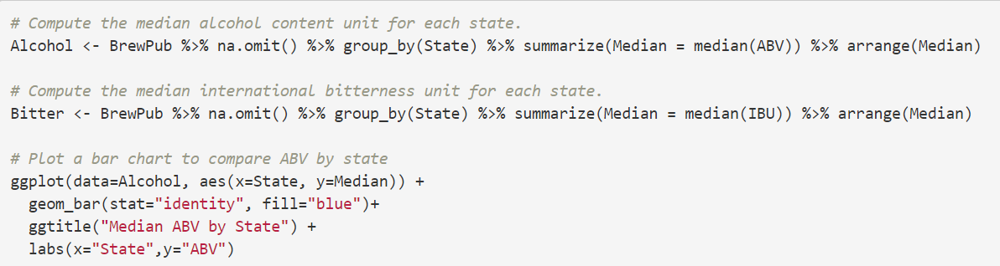 # Compute the median alcohol content unit for each state.
Alcohol <- BrewPub %>% na.omit() %>% group_by(State) %>% summarize(Median = median(ABV)) %>% arrange(Median)
# Compute the median international bitterness unit for each state.
Bitter <- BrewPub %>% na.omit() %>% group_by(State) %>% summarize(Median = median(IBU)) %>% arrange(Median)
# Plot a bar chart to compare ABV by state
ggplot(data=Alcohol, aes(x=State, y=Median)) +
  geom_bar(stat="identity", fill="blue")+
  ggtitle("Median ABV by State") +
  labs(x="State",y="ABV")